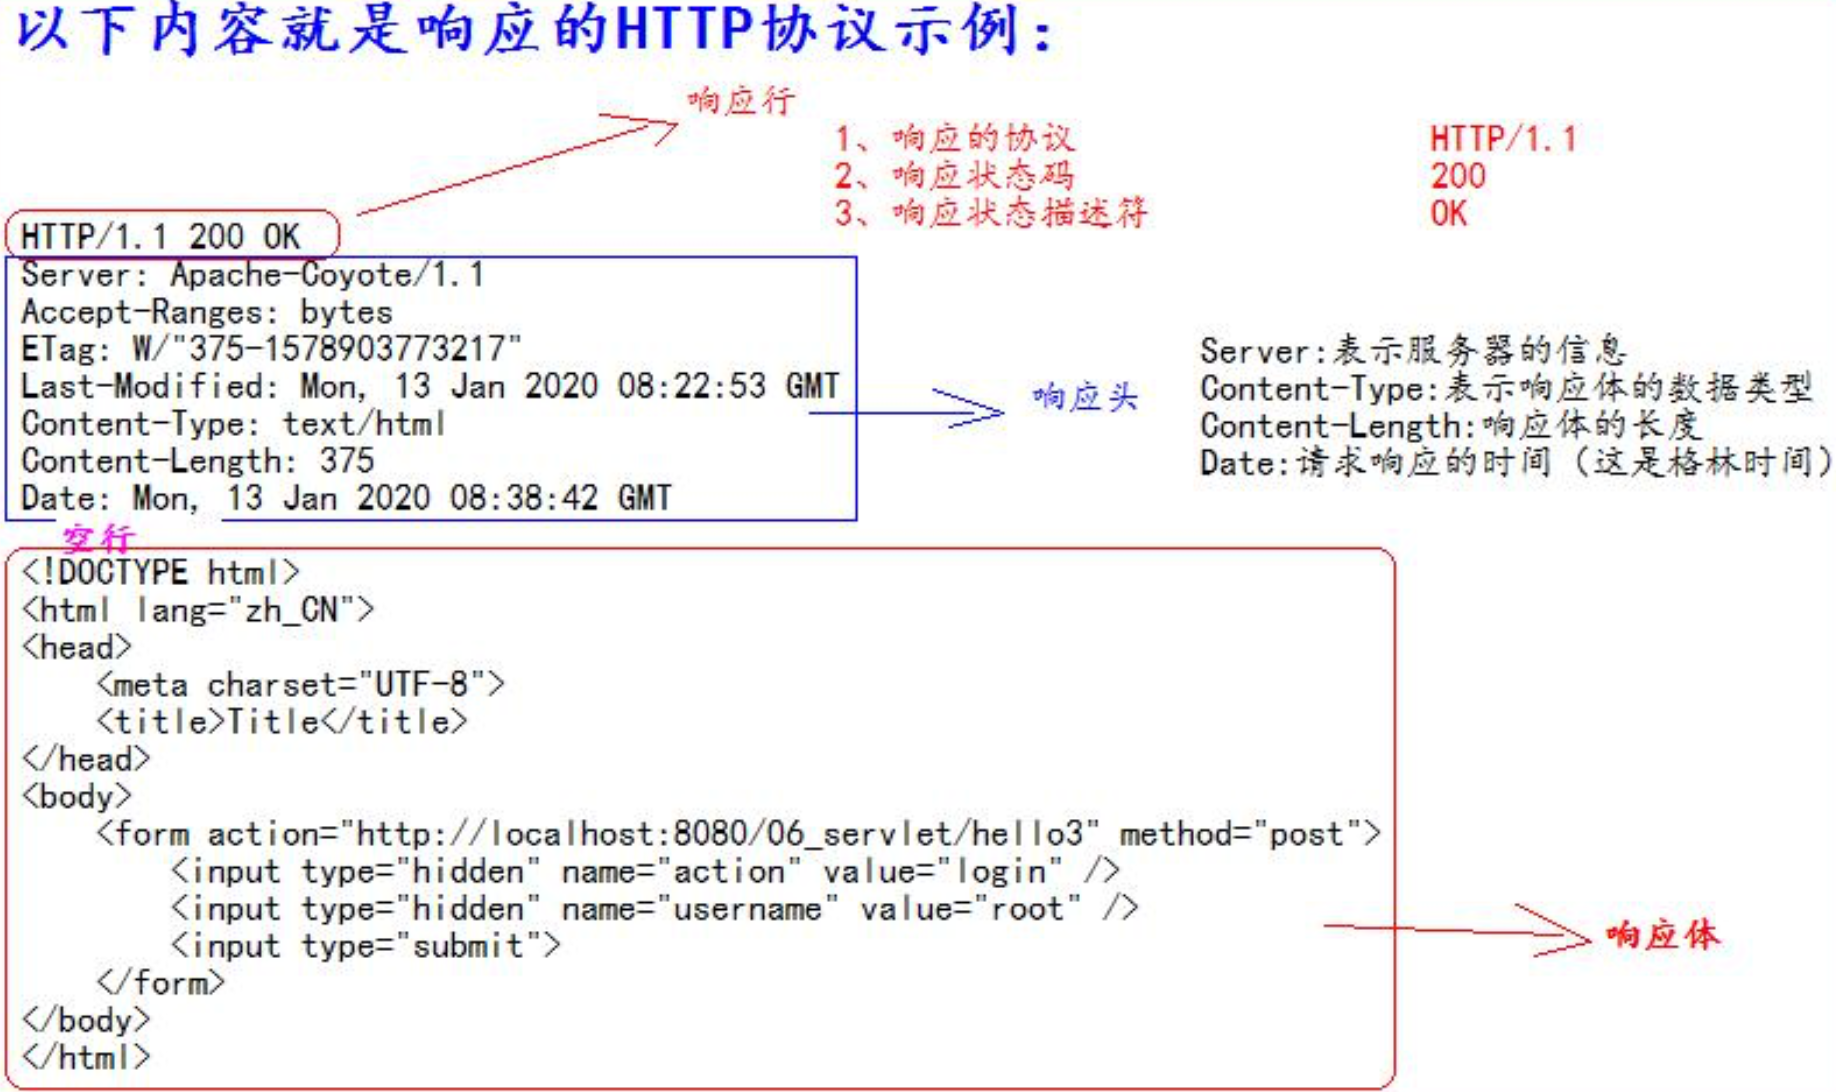 以下内容就是响应的HTTP协议示例：
响应行
1、响应的协议 HTTP/1.1
2、响应状态码 200
3、响应状态描述符 OK
HTTP/1.1 200 OK
Server: Apache-Coyote/1.1
Accept-Ranges: bytes
ETag: W/"375-1578903773217"
Last-Modified: Mon, 13 Jan 2020 08:22:53 GMT
Content-Type: text/html
Content-Length: 375
Date: Mon, 13 Jan 2020 08:38:42 GMT
响应头
Server:表示服务器的信息
Content-Type:表示响应体的数据类型
Content-Length:响应体的长度
Date:请求响应的时间（这是格林时间）
空行
<!DOCTYPE html>
<html lang="zh_CN">
<head>
    <meta charset="UTF-8">
    <title>Title</title>
</head>
<body>
    <form action="http://localhost:8080/06_servlet/hello3" method="post">
        <input type="hidden" name="action" value="login" />
        <input type="hidden" name="username" value="root" />
        <input type="submit">
    </form>
</body>
</html>
响应体